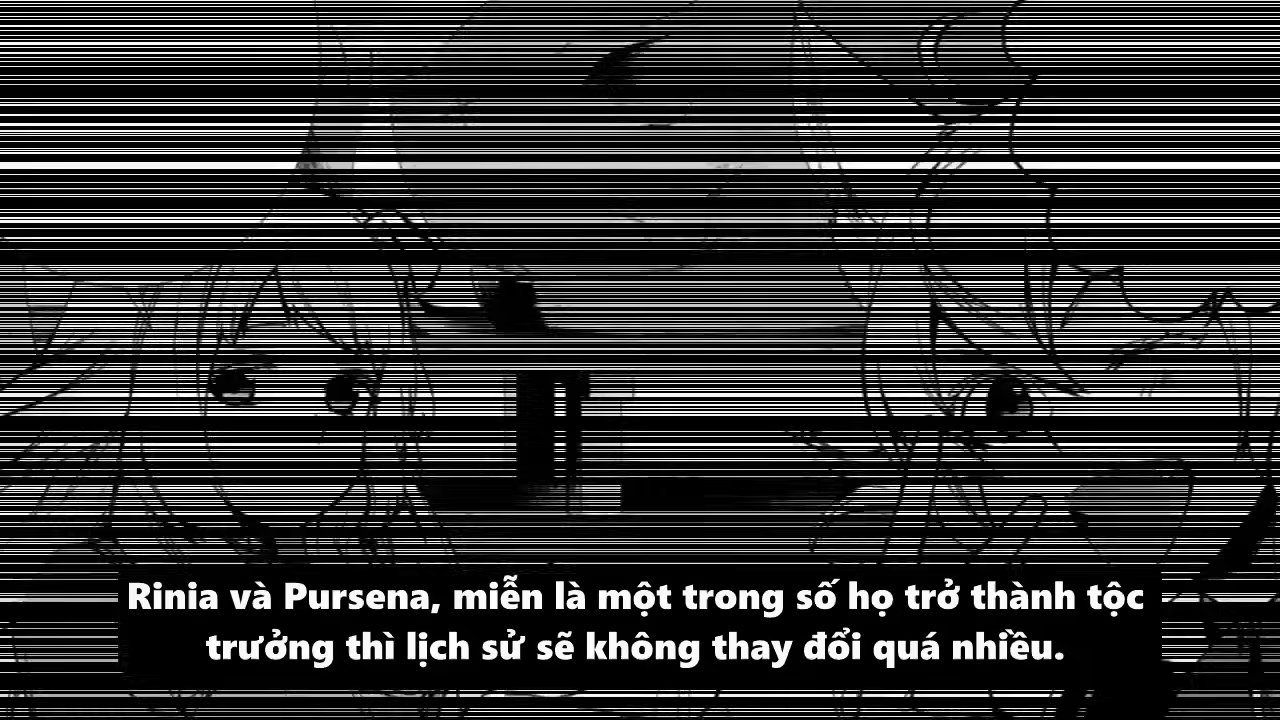 Rinia và Pursena, miễn là một trong số họ trở thành tộc
trưởng thì lịch sử sẽ không thay đổi quá nhiều.